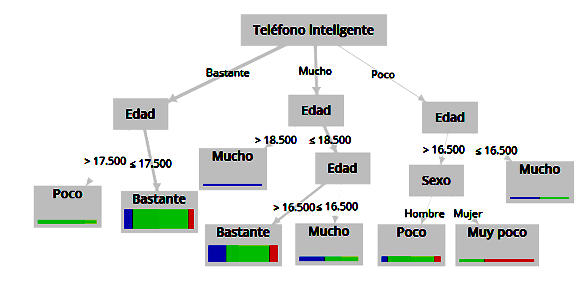 Teléfono Inteligente
Bastante Mucho Poco
Edad Edad Edad
> 17.500 ≤ 17.500 > 18.500 ≤ 18.500 > 16.500 ≤ 16.500
Poco Bastante Mucho Edad Sexo Mucho
> 16.500 ≤ 16.500 Hombre Mujer
Bastante Mucho Poco Muy poco